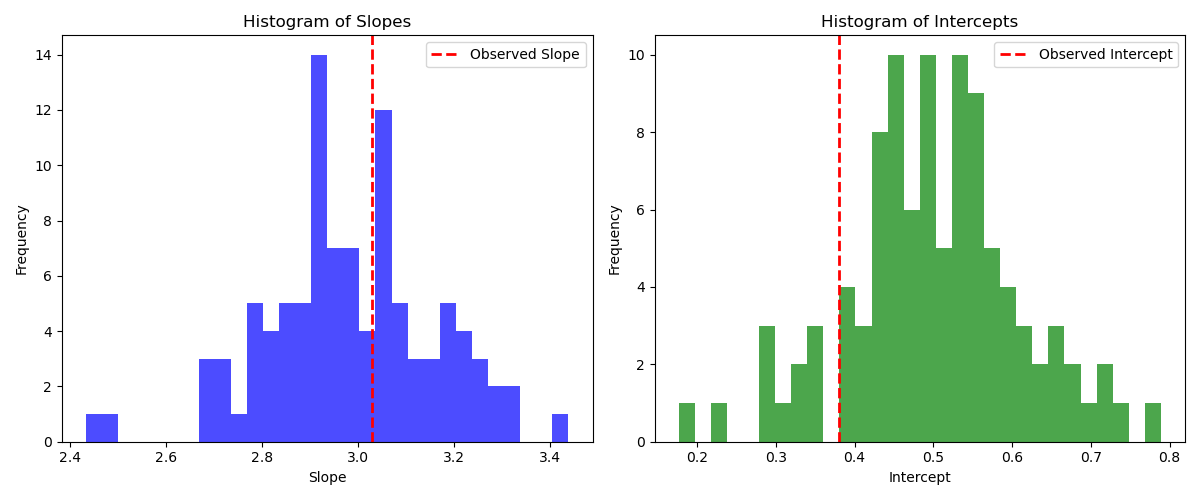 Histogram of Slopes
Observed Slope
14
12
10
8
6
4
2
0
Frequency
2.4 2.6 2.8 3.0 3.2 3.4
Slope
Histogram of Intercepts
Observed Intercept
10
8
6
4
2
0
Frequency
0.2 0.3 0.4 0.5 0.6 0.7 0.8
Intercept